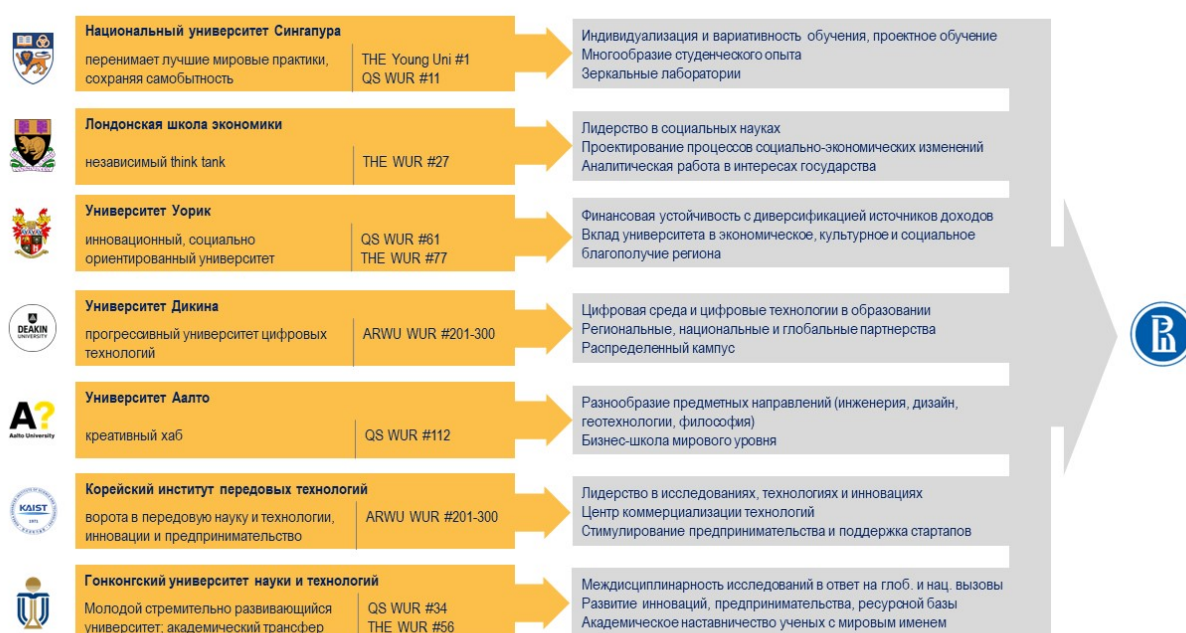 Национальный университет Сингапура
перенимает лучшие мировые практики,
сохраняя самобытность
THE Young Uni #1
QS WUR #11
Индивидуализация и вариативность обучения, проектное обучение
Многообразие студенческого опыта
Зеркальные лаборатории
Лондонская школа экономики
независимый think tank
THE WUR #27
Лидерство в социальных науках
Проектирование процессов социально-экономических изменений
Аналитическая работа в интересах государства
Университет Уорик
инновационный, социально
ориентированный университет
QS WUR #61
THE WUR #77
Финансовая устойчивость с диверсификацией источников доходов
Вклад университета в экономическое, культурное и социальное
благополучие региона
DEAKIN
UNIVERSITY
Университет Дикина
прогрессивный университет цифровых
технологий
ARWU WUR #201-300
Цифровая среда и цифровые технологии в образовании
Региональные, национальные и глобальные партнерства
Распределенный кампус
A?
Aalto University
Университет Аалто
креативный хаб
QS WUR #112
Разнообразие предметных направлений (инженерия, дизайн,
геотехнологии, философия)
Бизнес-школа мирового уровня
KAIST
1971
Корейский институт передовых технологий
ворота в передовую науку и технологии,
инновации и предпринимательство
ARWU WUR #201-300
Лидерство в исследованиях, технологиях и инновациях
Центр коммерциализации технологий
Стимулирование предпринимательства и поддержка стартапов
Гонконгский университет науки и технологий
Молодой стремительно развивающийся
университет: академический трансфер
QS WUR #34
THE WUR #56
Междисциплинарность исследований в ответ на глоб. и нац. вызовы
Развитие инноваций, предпринимательства, ресурсной базы
Академическое наставничество ученых с мировым именем